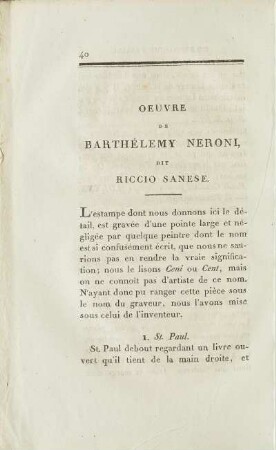 40
OEUVRE
DE
BARTHÉLEMY NERONI,
DIT
RICCIO SANESE.
L'estampe dont nous donnons ici le dé-
tail, est gravée d'une pointe large et né-
gligée par quelque peintre dont le nom
est si confusément écrit, que nous ne sau-
rions pas en rendre la vraie significa-
tion; nous le lisons Ceni ou Cent, mais
on ne connoit pas d'artiste de ce nom.
N'ayant donc pu ranger cette pièce sous
le nom du graveur, nous l'avons mise
sous celui de l'inventeur.
1. St. Paul.
St. Paul debout regardant un livre ou-
vert qu'il tient de la main droite, et